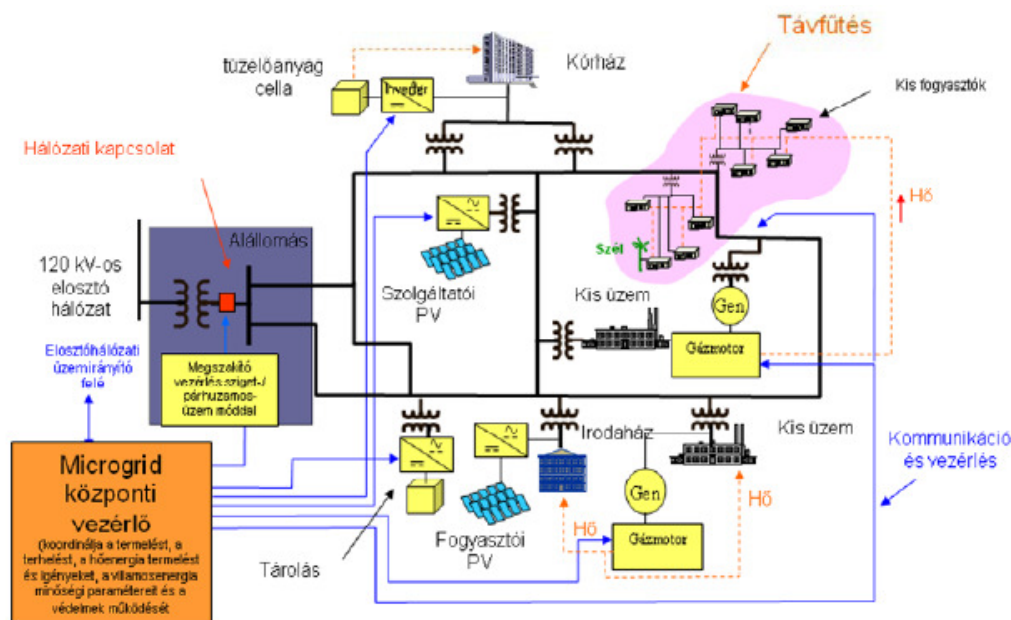 Távfűtés
tüzelőanyag
cella
Inverter
Kórház
Kis fogyasztók
Hálózati kapcsolat
Hő
Alállomás
120 kV-os
elosztó
hálózat
Szolgáltatói
PV
Szél
Kis üzem
Gen
Gázmotor
Elosztóhálózati
üzemirányító
felé
Megszakító
vezérlés sziget-/
párhuzamos-
üzem móddal
Microgrid
központi
vezérlő
(koordinálja a termelést, a
terhelést, a hőenergia termelést
és igényeket, a villamosenergia
minőségi paramétereit és a
védelmek működését
Irodaház
Kis üzem
Kommunikáció
és vezérlés
Gen
Hő
Hő
Fogyasztói
PV
Gázmotor
Tárolás